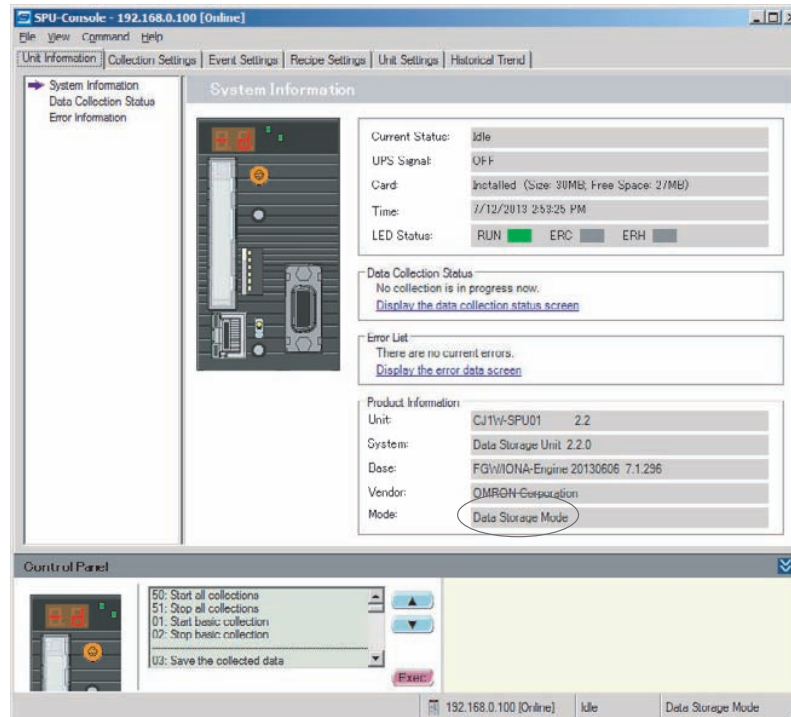 SPU-Console - 192.168.0.100 [Online]
File View Command Help
Unit Information Collection Settings Event Settings Recipe Settings Unit Settings Historical Trend
System Information
Data Collection Status
Error Information
System Information
Current Status: Idle
UPS Signal: OFF
Card: Installed (Size: 30MB, Free Space: 27MB)
Time: 7/12/2013 2:53:25 PM
LED Status: RUN ERC ERH
Data Collection Status
No collection is in progress now.
Display the data collection status screen
Error List
There are no current errors.
Display the error data screen
Product Information
Unit: CJ1W-SPU01 2.2
System: Data Storage Unit 2.2.0
Base: FGW/IONA-Engine 20130606 7.1.296
Vendor: OMRON Corporation
Mode: Data Storage Mode
Control Panel
50: Start all collections
51: Stop all collections
01: Start basic collection
02: Stop basic collection
03: Save the collected data
Exec
192.168.0.100 [Online] Idle Data Storage Mode